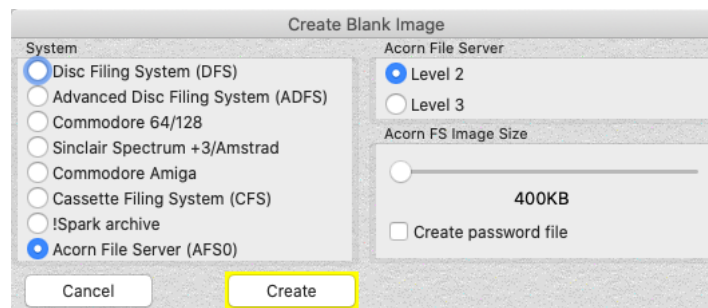 Create Blank Image
System
Disc Filing System (DFS)
Advanced Disc Filing System (ADFS)
Commodore 64/128
Sinclair Spectrum +3/Amstrad
Commodore Amiga
Cassette Filing System (CFS)
!Spark archive
Acorn File Server (AFS0)
Acorn File Server
Level 2
Level 3
Acorn FS Image Size
400KB
Create password file
Cancel
Create